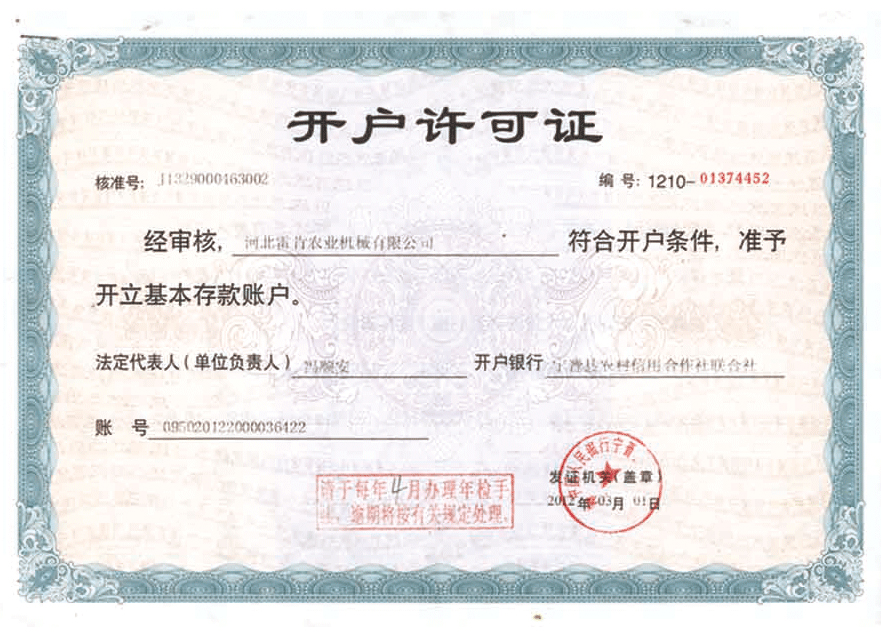 开户许可证
核准号: J1329000463002
编 号: 1210-01374452
经审核, 河北雷肯农业机械有限公司 符合开户条件, 准予
开立基本存款账户。
法定代表人(单位负责人) 冯顺安 开户银行 宁晋县农村信用合作社联合社
账 号 095020122000036422
请于每年4月办理年检手
续、逾期将按有关规定处理.
中国人民银行宁晋
发证机关(盖章)
2012年03月01日